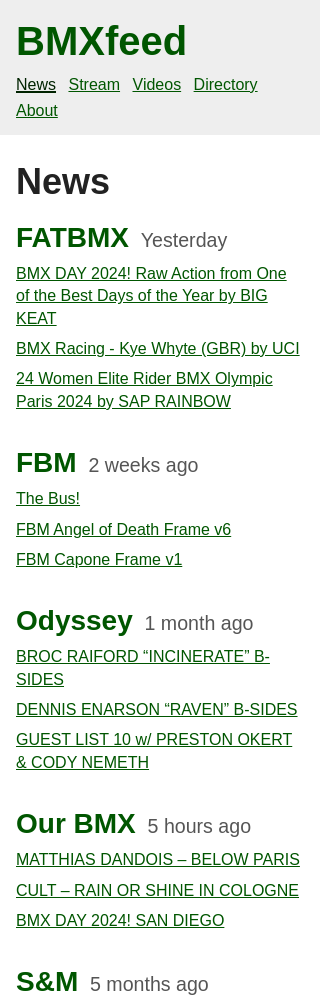 BMXfeed
News Stream Videos Directory
About
News
FATBMX Yesterday
BMX DAY 2024! Raw Action from One
of the Best Days of the Year by BIG
KEAT
BMX Racing - Kye Whyte (GBR) by UCI
24 Women Elite Rider BMX Olympic
Paris 2024 by SAP RAINBOW
FBM 2 weeks ago
The Bus!
FBM Angel of Death Frame v6
FBM Capone Frame v1
Odyssey 1 month ago
BROC RAIFORD “INCINERATE” B-
SIDES
DENNIS ENARSON “RAVEN” B-SIDES
GUEST LIST 10 w/ PRESTON OKERT
& CODY NEMETH
Our BMX 5 hours ago
MATTHIAS DANDOIS – BELOW PARIS
CULT – RAIN OR SHINE IN COLOGNE
BMX DAY 2024! SAN DIEGO
S&M 5 months ago